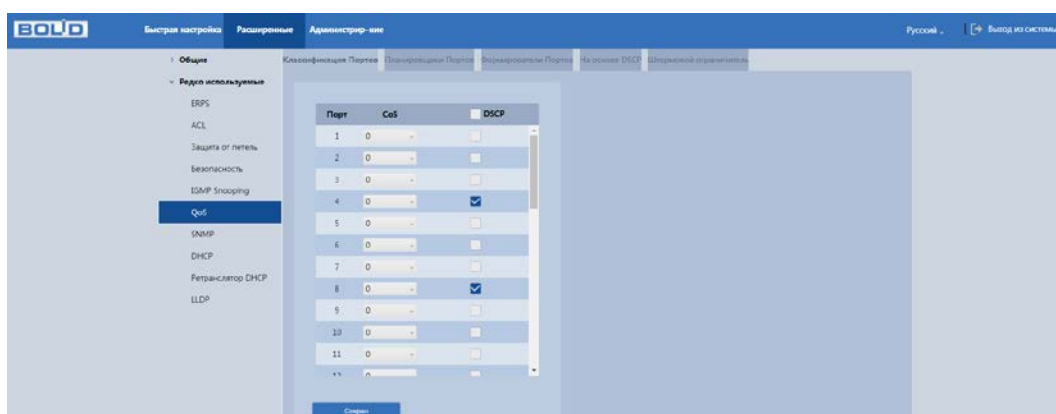 BOLID
Быстрая настройка Расширенные Администрир-ние Русский Выход из системы
Общие
Редко используемые
ERPS
ACL
Защита от петель
Безопасность
IGMP Snooping
QoS
SNMP
DHCP
Ретранслятор DHCP
LLDP
Классификация Портов Планировщики Портов Формирователи Портов На основе DSCP Штормовой ограничитель
Порт CoS DSCP
1 0
2 0
3 0
4 0
5 0
6 0
7 0
8 0
9 0
10 0
11 0
12 0
Сохран